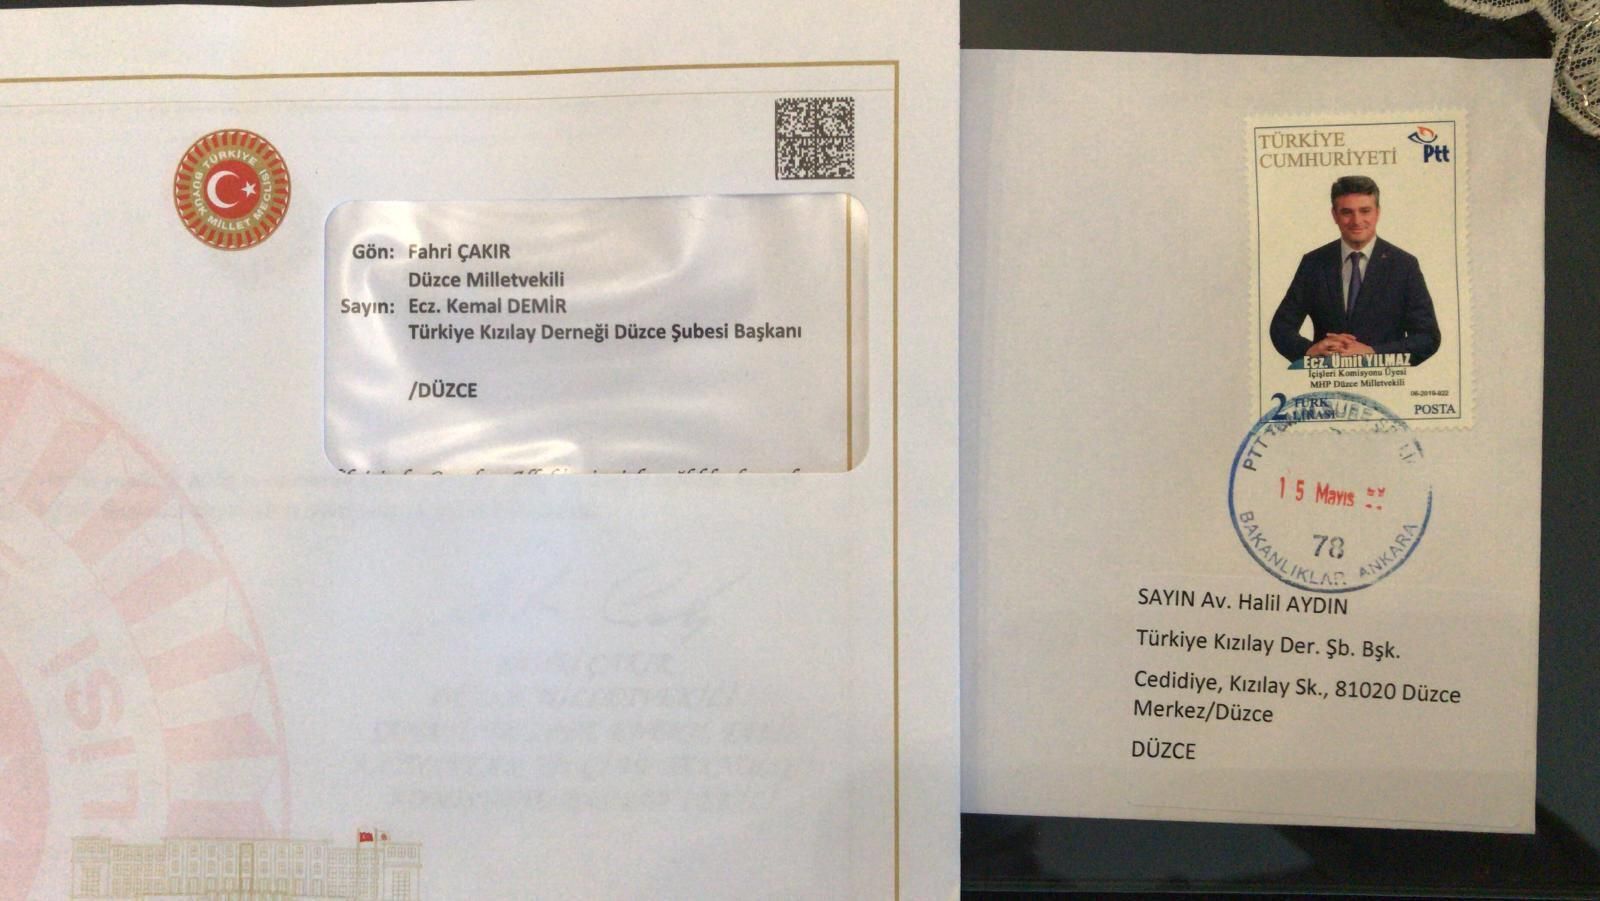 TÜRKİYE BÜYÜK MİLLET MECLİSİ
Gön: Fahri ÇAKIR
Düzce Milletvekili
Sayın: Ecz. Kemal DEMİR
Türkiye Kızılay Derneği Düzce Şubesi Başkanı
/DÜZCE
TÜRKİYE
CUMHURİYETİ
Ptt
Ecz. Ümit YILMAZ
İçişleri Komisyonu Üyesi
MHP Düzce Milletvekili
06-2019-822
2 TÜRK
LİRASI
POSTA
PTT
15 Mayıs
78
BAKANLIKLAR ANKARA
SAYIN Av. Halil AYDIN
Türkiye Kızılay Der. Şb. Bşk.
Cedidiye, Kızılay Sk., 81020 Düzce
Merkez/Düzce
DÜZCE